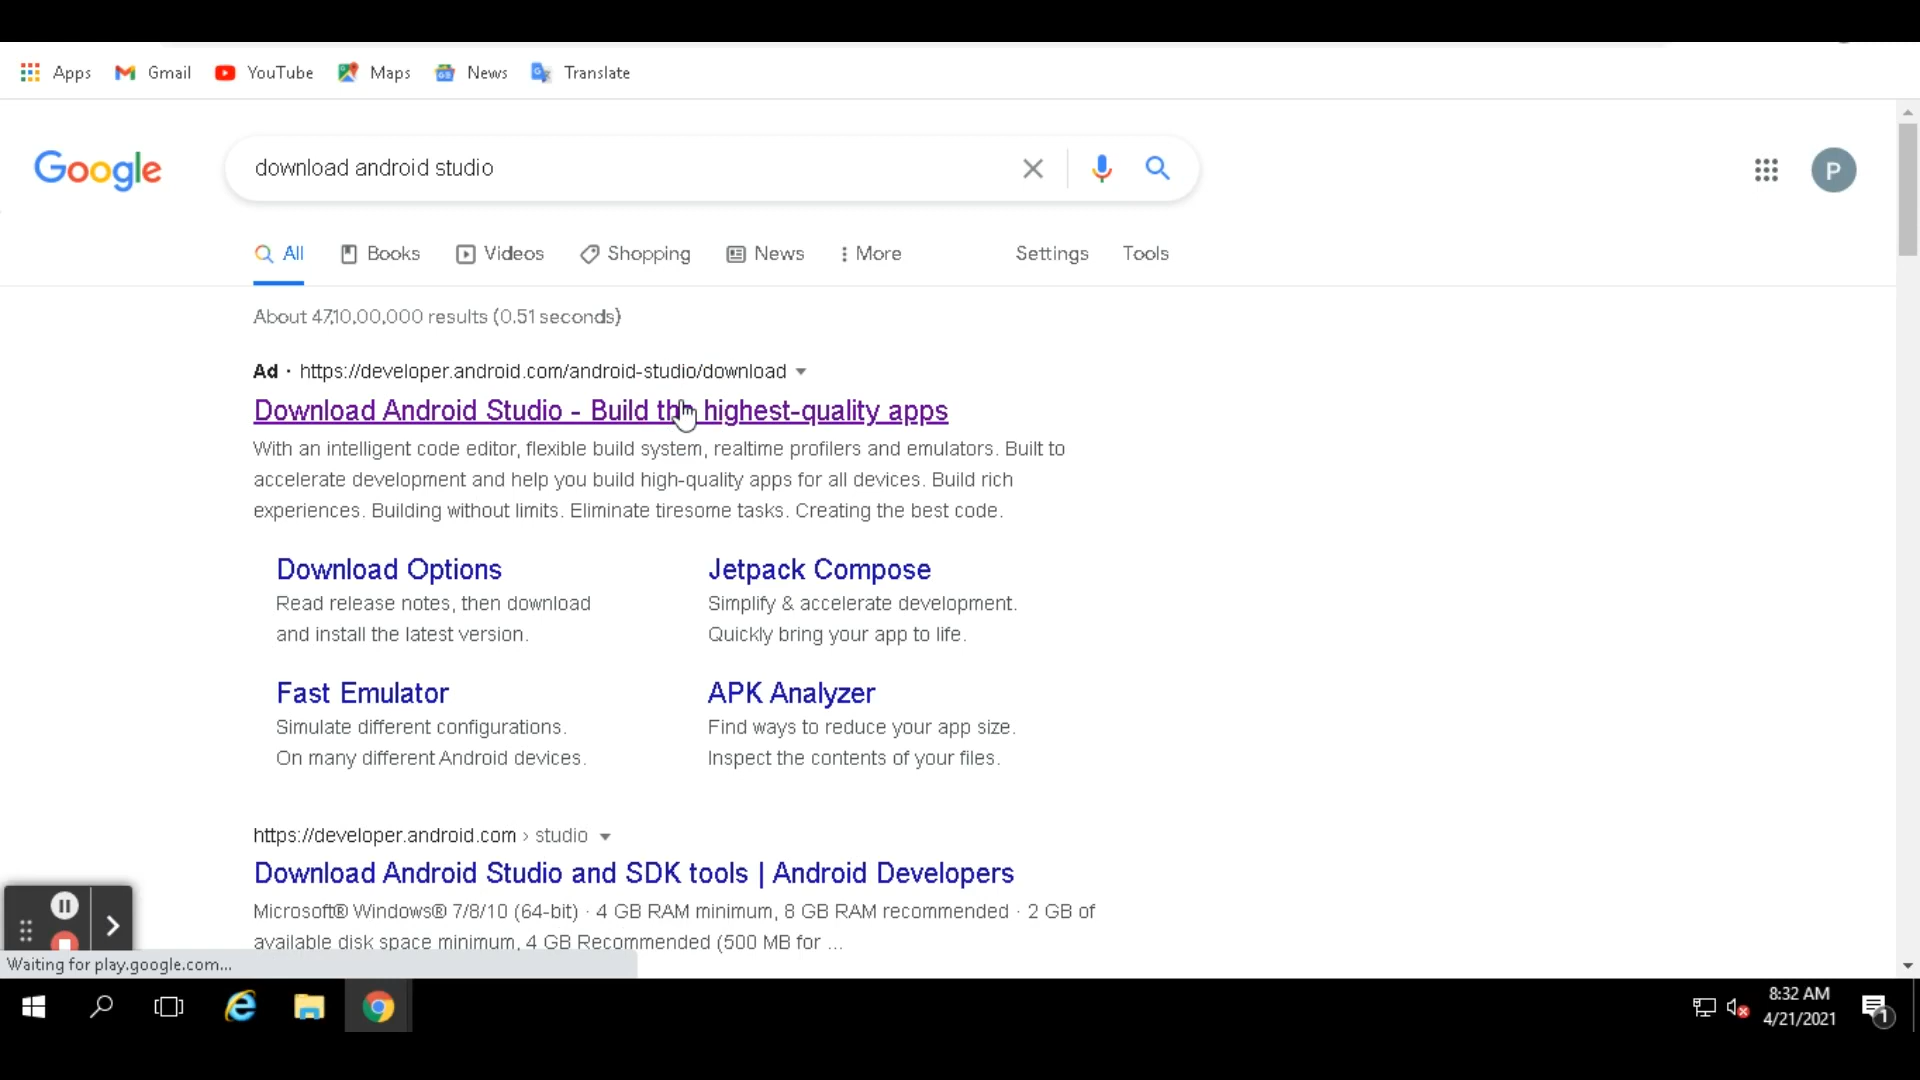 Apps Gmail YouTube Maps News Translate
Google
download android studio
P
All Books Videos Shopping News More Settings Tools
About 47,10,00,000 results (0.51 seconds)
Ad · https://developer.android.com/android-studio/download
Download Android Studio - Build the highest-quality apps
With an intelligent code editor, flexible build system, realtime profilers and emulators. Built to
accelerate development and help you build high-quality apps for all devices. Build rich
experiences. Building without limits. Eliminate tiresome tasks. Creating the best code.
Download Options
Read release notes, then download
and install the latest version.
Jetpack Compose
Simplify & accelerate development.
Quickly bring your app to life.
Fast Emulator
Simulate different configurations.
On many different Android devices.
APK Analyzer
Find ways to reduce your app size.
Inspect the contents of your files.
https://developer.android.com › studio
Download Android Studio and SDK tools | Android Developers
Microsoft® Windows® 7/8/10 (64-bit) · 4 GB RAM minimum, 8 GB RAM recommended · 2 GB of
available disk space minimum, 4 GB Recommended (500 MB for ...
Waiting for play.google.com...
8:32 AM
4/21/2021
1